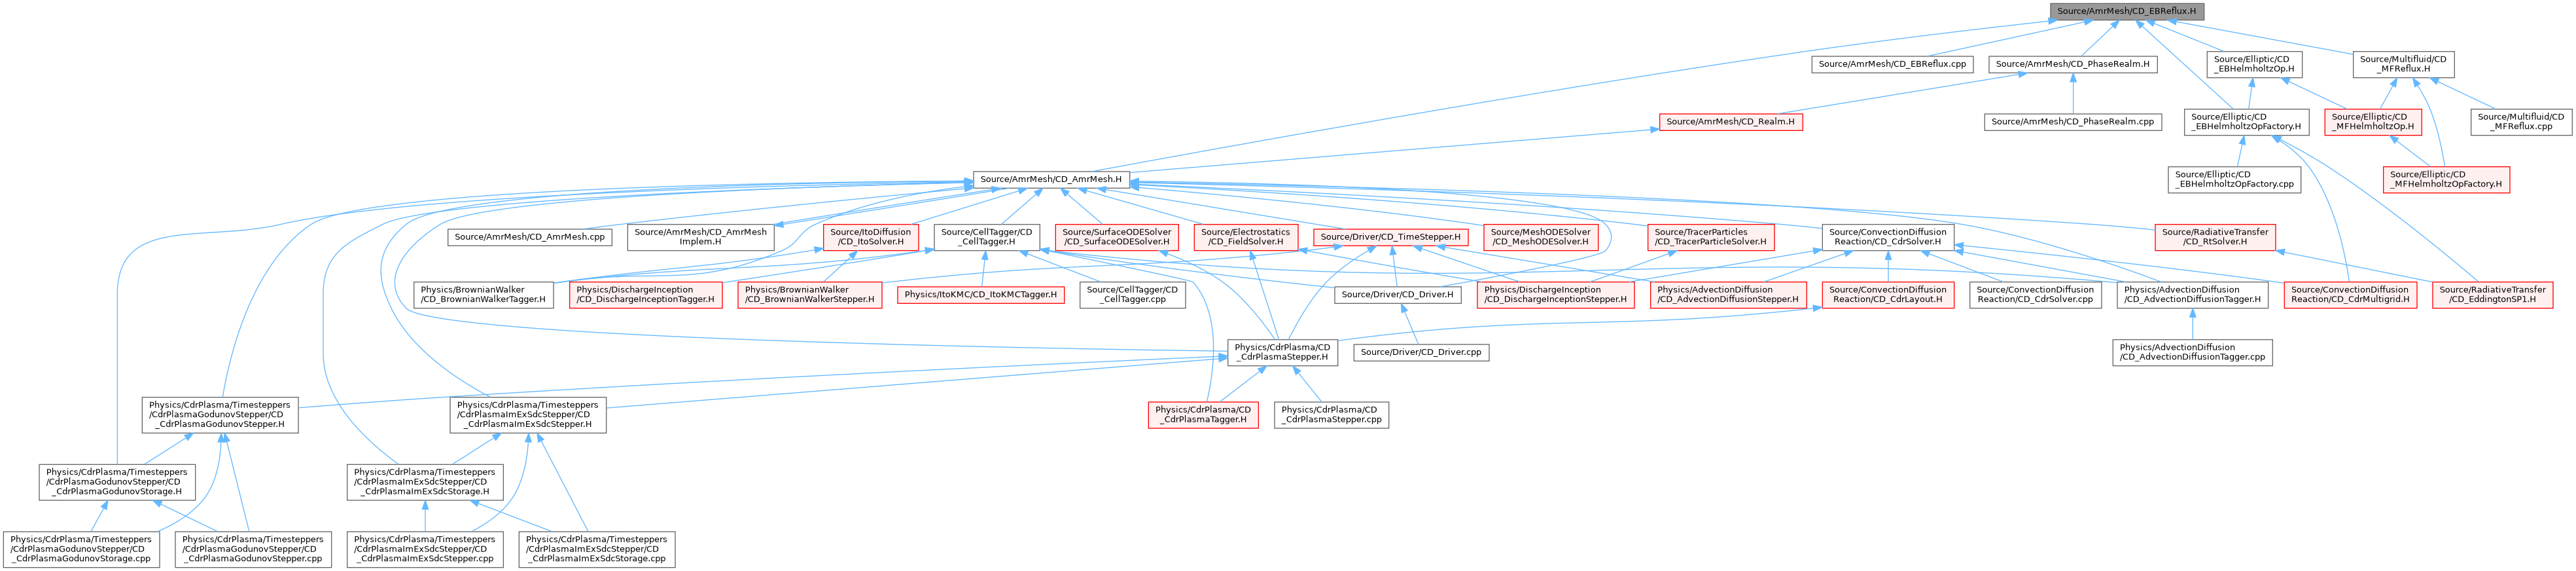 Source/AmrMesh/CD_EBReflux.H
Source/AmrMesh/CD_EBReflux.cpp
Source/AmrMesh/CD_PhaseRealm.H
Source/Elliptic/CD
_EBHelmholtzOp.H
Source/Multifluid/CD
_MFReflux.H
Source/AmrMesh/CD_Realm.H
Source/AmrMesh/CD_PhaseRealm.cpp
Source/Elliptic/CD
_EBHelmholtzOpFactory.H
Source/Elliptic/CD
_MFHelmholtzOp.H
Source/Multifluid/CD
_MFReflux.cpp
Source/AmrMesh/CD_AmrMesh.H
Source/Elliptic/CD
_EBHelmholtzOpFactory.cpp
Source/Elliptic/CD
_MFHelmholtzOpFactory.H
Source/AmrMesh/CD_AmrMesh.cpp
Source/AmrMesh/CD_AmrMesh
Implem.H
Source/ItoDiffusion
/CD_ItoSolver.H
Source/CellTagger/CD
_CellTagger.H
Source/SurfaceODESolver
/CD_SurfaceODESolver.H
Source/Electrostatics
/CD_FieldSolver.H
Source/Driver/CD_TimeStepper.H
Source/MeshODESolver
/CD_MeshODESolver.H
Source/TracerParticles
/CD_TracerParticleSolver.H
Source/ConvectionDiffusion
Reaction/CD_CdrSolver.H
Source/RadiativeTransfer
/CD_RtSolver.H
Physics/BrownianWalker
/CD_BrownianWalkerTagger.H
Physics/DischargeInception
/CD_DischargeInceptionTagger.H
Physics/BrownianWalker
/CD_BrownianWalkerStepper.H
Physics/ItoKMC/CD_ItoKMCTagger.H
Source/CellTagger/CD
_CellTagger.cpp
Source/Driver/CD_Driver.H
Physics/DischargeInception
/CD_DischargeInceptionStepper.H
Physics/AdvectionDiffusion
/CD_AdvectionDiffusionStepper.H
Source/ConvectionDiffusion
Reaction/CD_CdrLayout.H
Source/ConvectionDiffusion
Reaction/CD_CdrSolver.cpp
Physics/AdvectionDiffusion
/CD_AdvectionDiffusionTagger.H
Source/ConvectionDiffusion
Reaction/CD_CdrMultigrid.H
Source/RadiativeTransfer
/CD_EddingtonSP1.H
Physics/CdrPlasma/CD
_CdrPlasmaStepper.H
Source/Driver/CD_Driver.cpp
Physics/AdvectionDiffusion
/CD_AdvectionDiffusionTagger.cpp
Physics/CdrPlasma/Timesteppers
/CdrPlasmaGodunovStepper/CD
_CdrPlasmaGodunovStepper.H
Physics/CdrPlasma/Timesteppers
/CdrPlasmaImExSdcStepper/CD
_CdrPlasmaImExSdcStepper.H
Physics/CdrPlasma/CD
_CdrPlasmaTagger.H
Physics/CdrPlasma/CD
_CdrPlasmaStepper.cpp
Physics/CdrPlasma/Timesteppers
/CdrPlasmaGodunovStepper/CD
_CdrPlasmaGodunovStorage.H
Physics/CdrPlasma/Timesteppers
/CdrPlasmaImExSdcStepper/CD
_CdrPlasmaImExSdcStorage.H
Physics/CdrPlasma/Timesteppers
/CdrPlasmaGodunovStepper/CD
_CdrPlasmaGodunovStorage.cpp
Physics/CdrPlasma/Timesteppers
/CdrPlasmaGodunovStepper/CD
_CdrPlasmaGodunovStepper.cpp
Physics/CdrPlasma/Timesteppers
/CdrPlasmaImExSdcStepper/CD
_CdrPlasmaImExSdcStepper.cpp
Physics/CdrPlasma/Timesteppers
/CdrPlasmaImExSdcStepper/CD
_CdrPlasmaImExSdcStorage.cpp